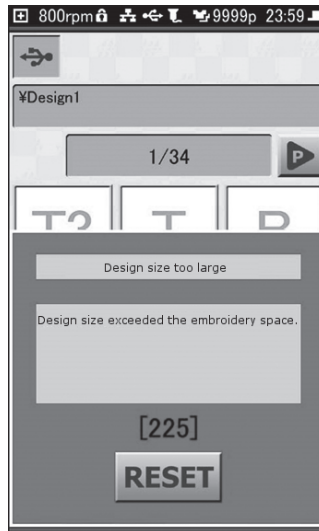 800rpm 9999p 23:59
¥Design1
1/34 P
T2 T B
Design size too large
Design size exceeded the embroidery space.
[225]
RESET